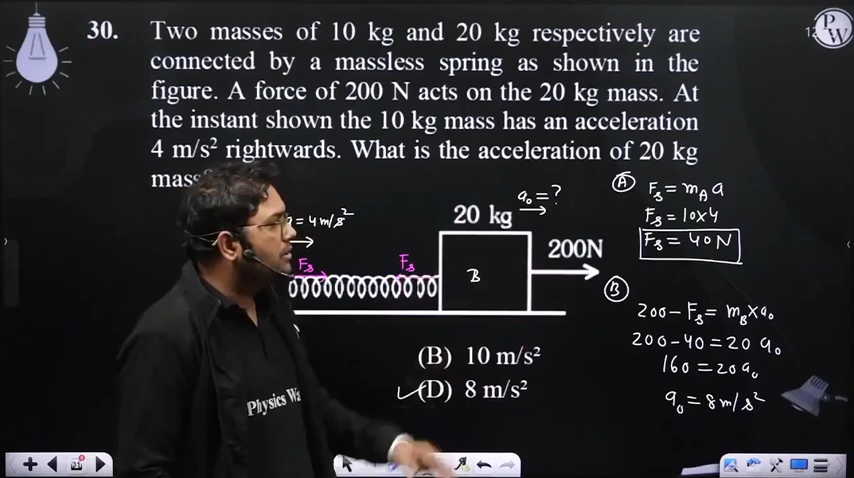 30. Two masses of 10 kg and 20 kg respectively are
connected by a massless spring as shown in the
figure. A force of 200 N acts on the 20 kg mass. At
the instant shown the 10 kg mass has an acceleration
4 m/s² rightwards. What is the acceleration of 20 kg
= 4 m/s²
Fs
Fs
20 kg
a₀ = ?
B
200N
(B) 10 m/s²
(D) 8 m/s²
A
Fs = mA a
Fs = 10×4
Fs = 40 N
B
200 - Fs = mB × a₀
200-40 = 20 a₀
160 = 20 a₀
a₀ = 8 m/s²
P
W
Physics Wa